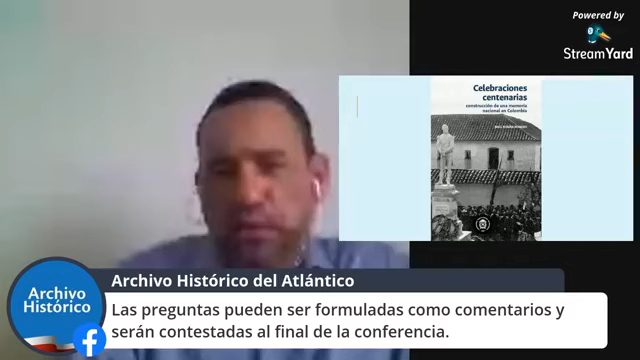 Powered by
StreamYard
Celebraciones
centenarias
construcción de una memoria
nacional en Colombia
Archivo Histórico del Atlántico
Las preguntas pueden ser formuladas como comentarios y
serán contestadas al final de la conferencia.
Archivo
Histórico